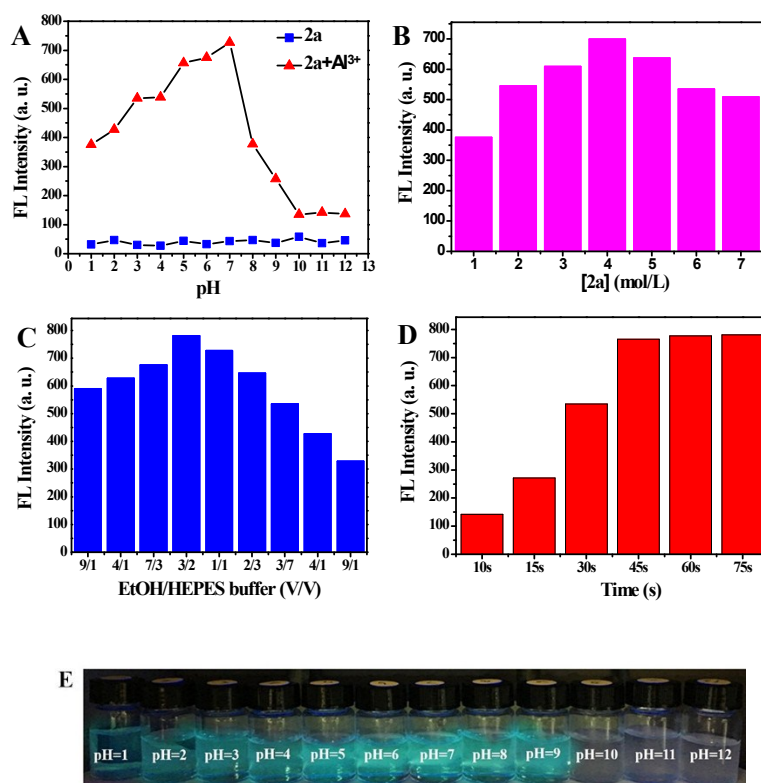 A
800
700
600
500
400
300
200
100
0
FL Intensity (a. u.)
2a
2a+Al³⁺
0 1 2 3 4 5 6 7 8 9 10 11 12 13
pH
B
700
600
500
400
300
200
100
0
FL Intensity (a. u.)
1 2 3 4 5 6 7
[2a] (mol/L)
C
800
700
600
500
400
300
200
100
0
FL Intensity (a. u.)
9/1 4/1 7/3 3/2 1/1 2/3 3/7 4/1 9/1
EtOH/HEPES buffer (V/V)
D
800
700
600
500
400
300
200
100
0
FL Intensity (a. u.)
10s 15s 30s 45s 60s 75s
Time (s)
E
pH=1 pH=2 pH=3 pH=4 pH=5 pH=6 pH=7 pH=8 pH=9 pH=10 pH=11 pH=12